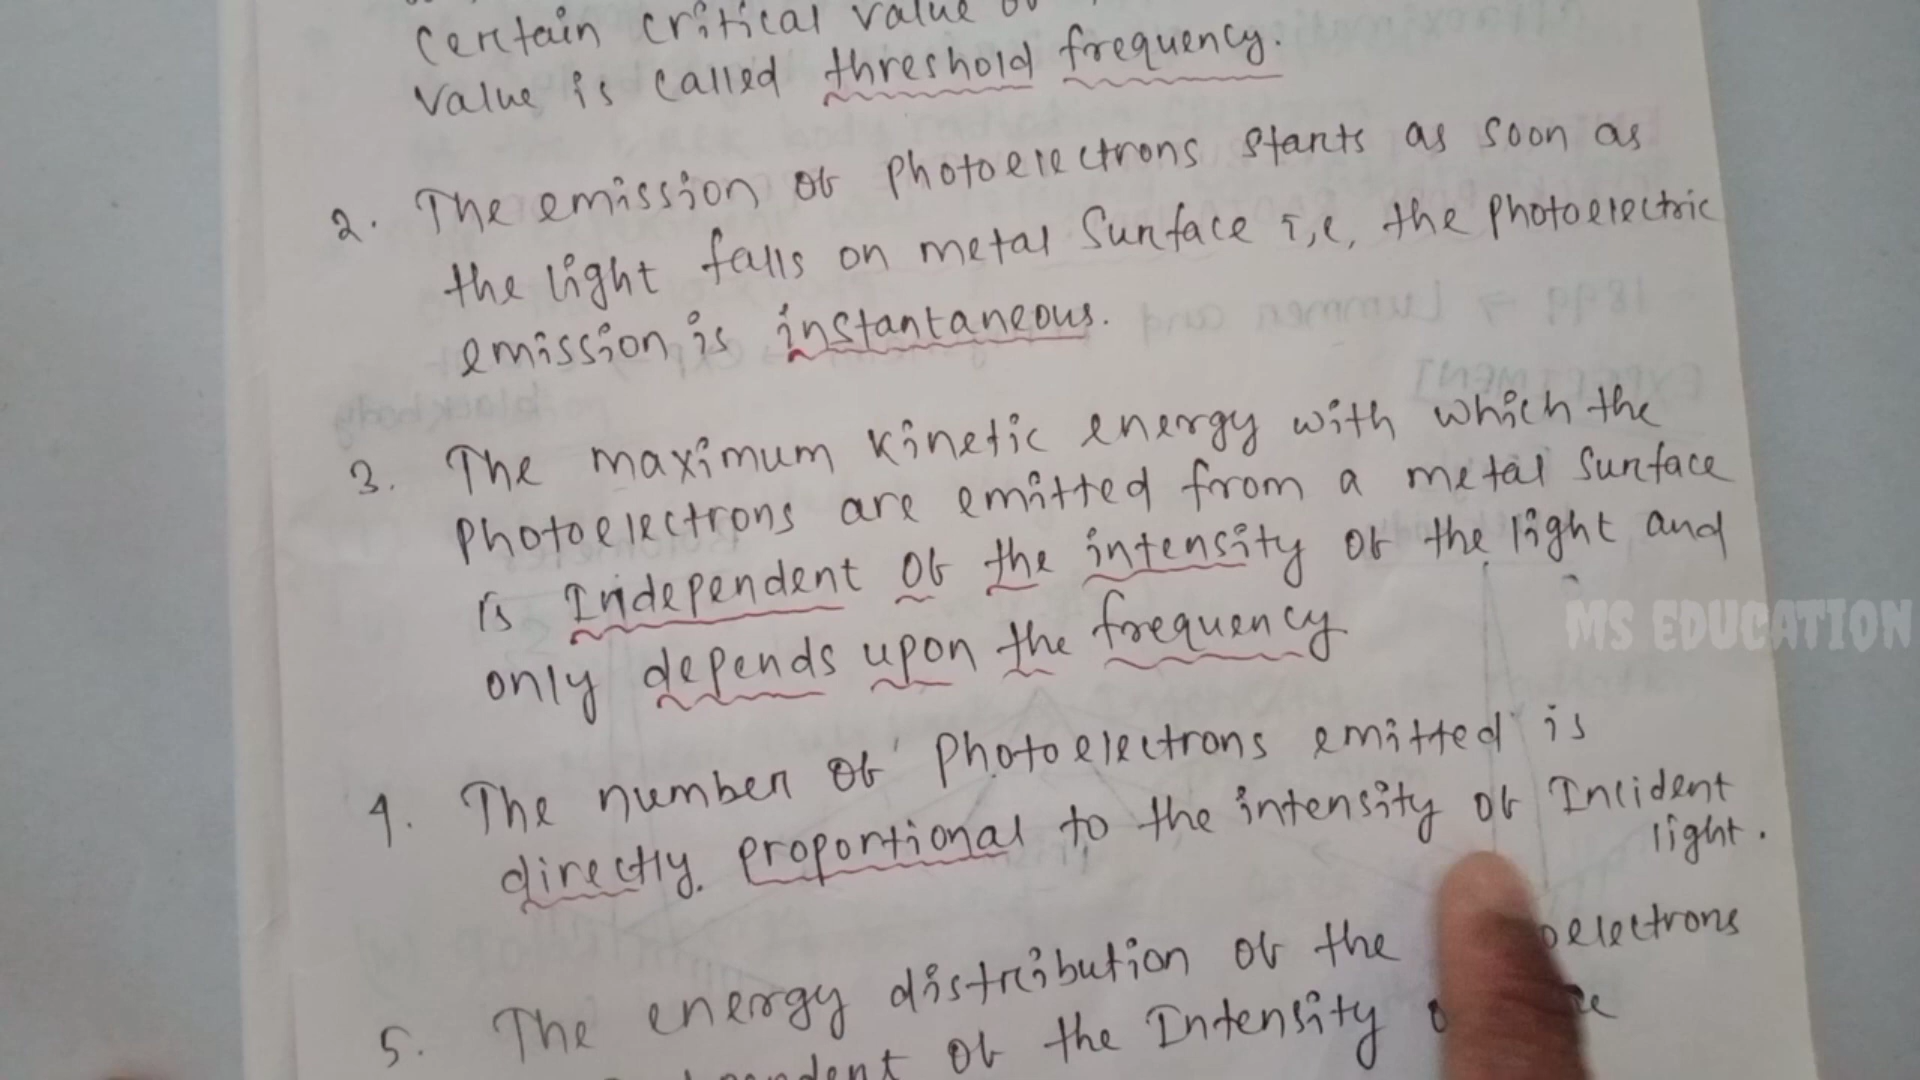 certain critical value
value is called threshold frequency.
2. The emission of photoelectrons starts as soon as
the light falls on metal surface i,e, the photoelectric
emission is instantaneous.
3. The maximum kinetic energy with which the
photoelectrons are emitted from a metal surface
is Independent of the intensity of the light and
only depends upon the frequency
MS EDUCATION
4. The number of photoelectrons emitted is
directly proportional to the intensity of Incident
light.
5. The energy distribution of the
of the Intensity